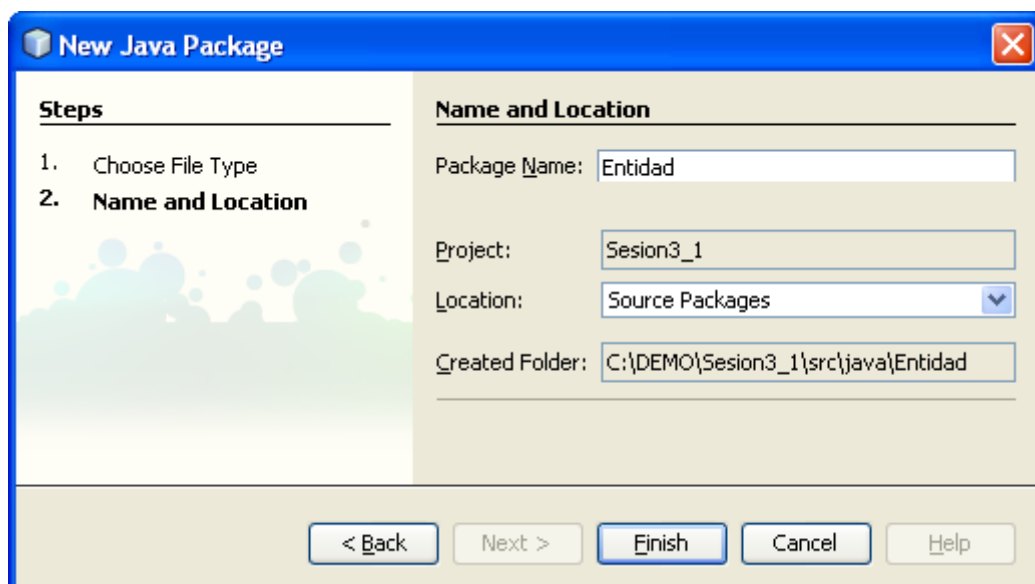 New Java Package
Steps
1. Choose File Type
2. Name and Location
Name and Location
Package Name: Entidad
Project: Sesion3_1
Location: Source Packages
Created Folder: C:\DEMO\Sesion3_1\src\java\Entidad
< Back Next > Finish Cancel Help